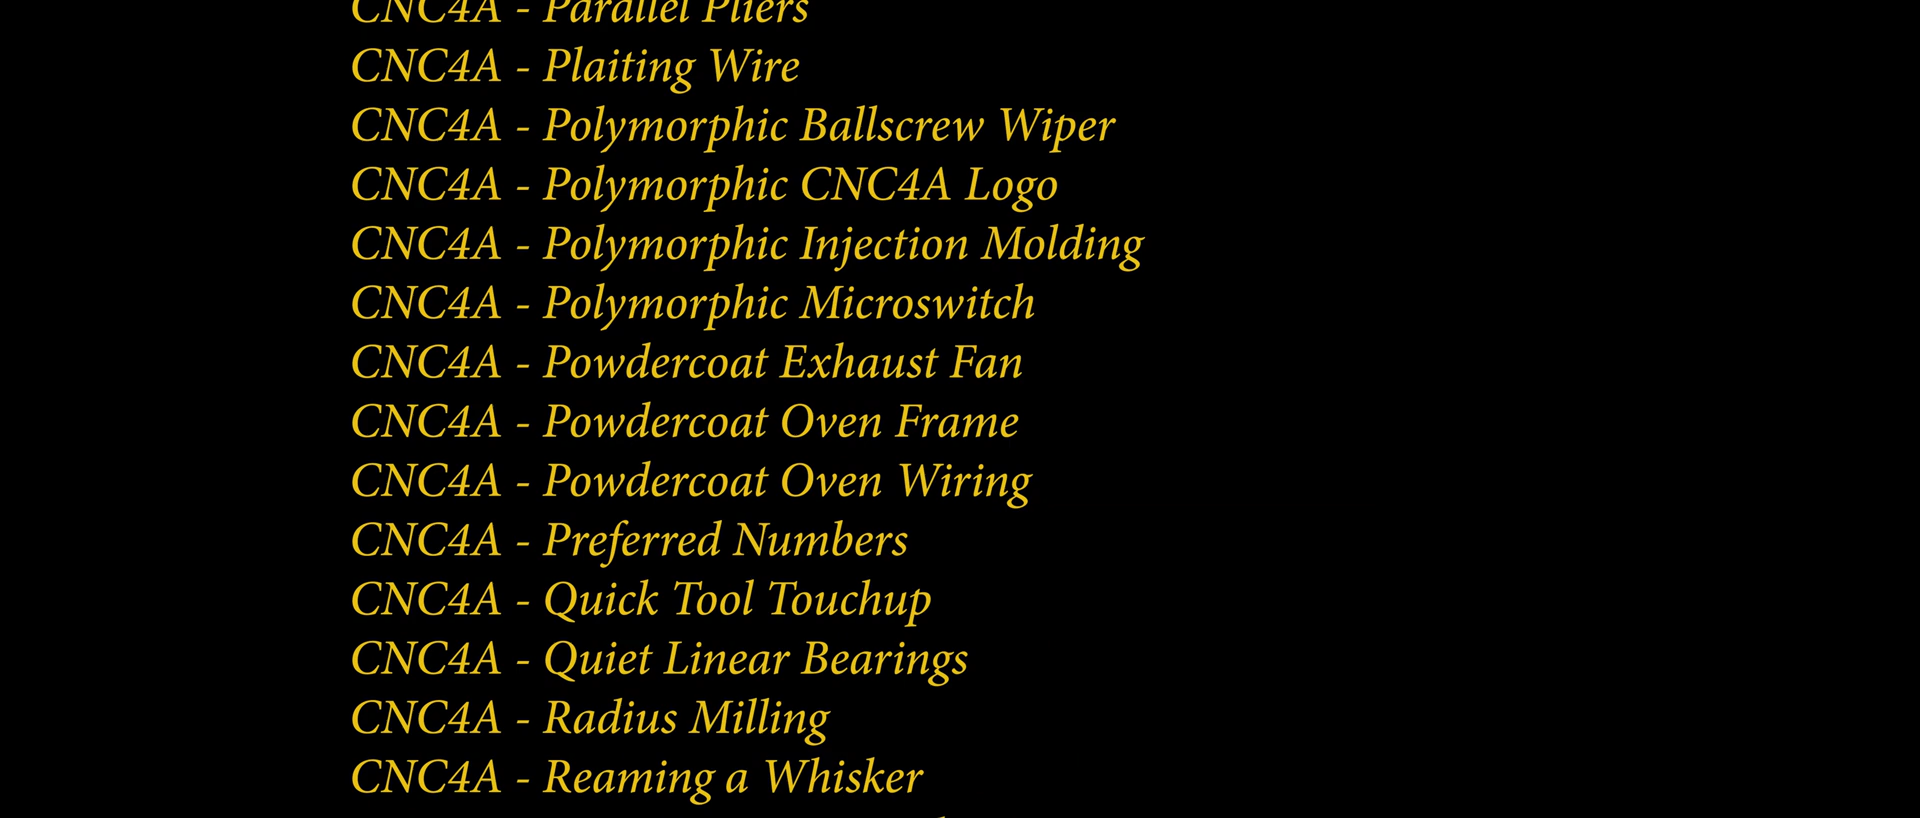 CNC4A - Parallel Pliers
CNC4A - Plaiting Wire
CNC4A - Polymorphic Ballscrew Wiper
CNC4A - Polymorphic CNC4A Logo
CNC4A - Polymorphic Injection Molding
CNC4A - Polymorphic Microswitch
CNC4A - Powdercoat Exhaust Fan
CNC4A - Powdercoat Oven Frame
CNC4A - Powdercoat Oven Wiring
CNC4A - Preferred Numbers
CNC4A - Quick Tool Touchup
CNC4A - Quiet Linear Bearings
CNC4A - Radius Milling
CNC4A - Reaming a Whisker